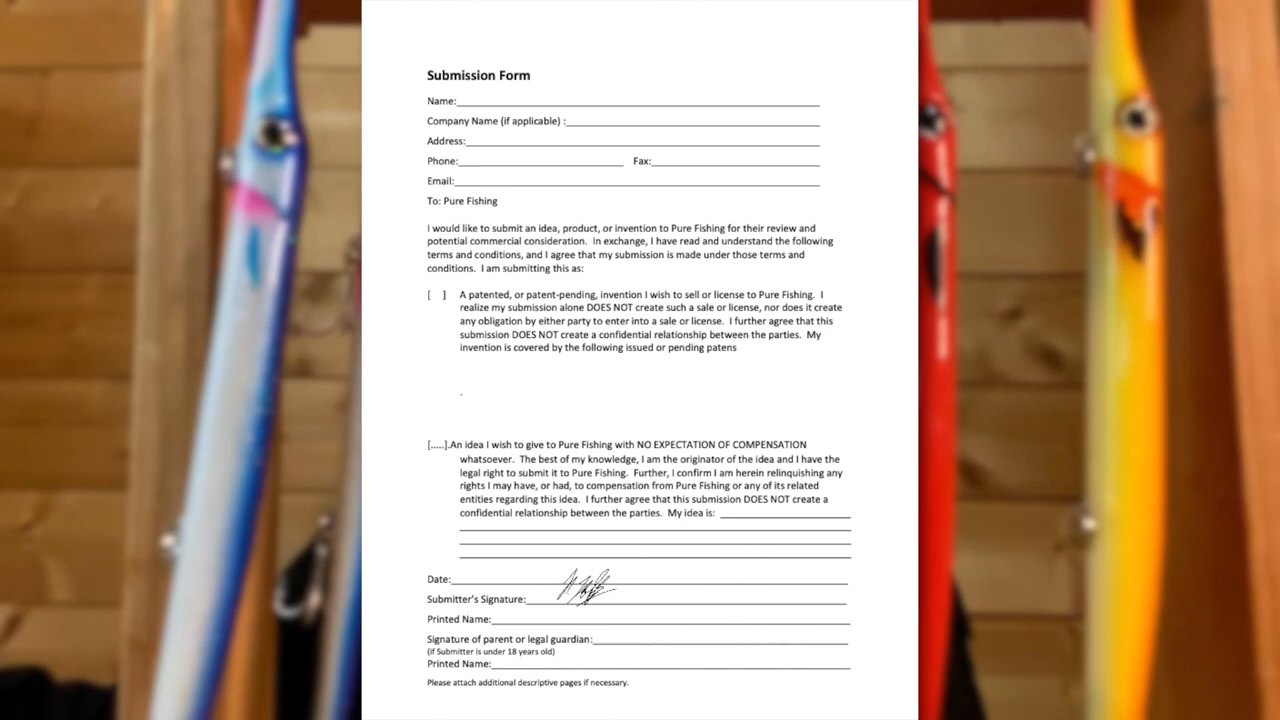 Submission Form
Name:
Company Name (if applicable) :
Address:
Phone: Fax:
Email:
To: Pure Fishing
I would like to submit an idea, product, or invention to Pure Fishing for their review and
potential commercial consideration. In exchange, I have read and understand the following
terms and conditions, and I agree that my submission is made under those terms and
conditions. I am submitting this as:
[ ] A patented, or patent-pending, invention I wish to sell or license to Pure Fishing. I
realize my submission alone DOES NOT create such a sale or license, nor does it create
any obligation by either party to enter into a sale or license. I further agree that this
submission DOES NOT create a confidential relationship between the parties. My
invention is covered by the following issued or pending patens
.
[.....].An idea I wish to give to Pure Fishing with NO EXPECTATION OF COMPENSATION
whatsoever. The best of my knowledge, I am the originator of the idea and I have the
legal right to submit it to Pure Fishing. Further, I confirm I am herein relinquishing any
rights I may have, or had, to compensation from Pure Fishing or any of its related
entities regarding this idea. I further agree that this submission DOES NOT create a
confidential relationship between the parties. My idea is:
Date:
Submitter's Signature:
Printed Name:
Signature of parent or legal guardian:
(if Submitter is under 18 years old)
Printed Name:
Please attach additional descriptive pages if necessary.